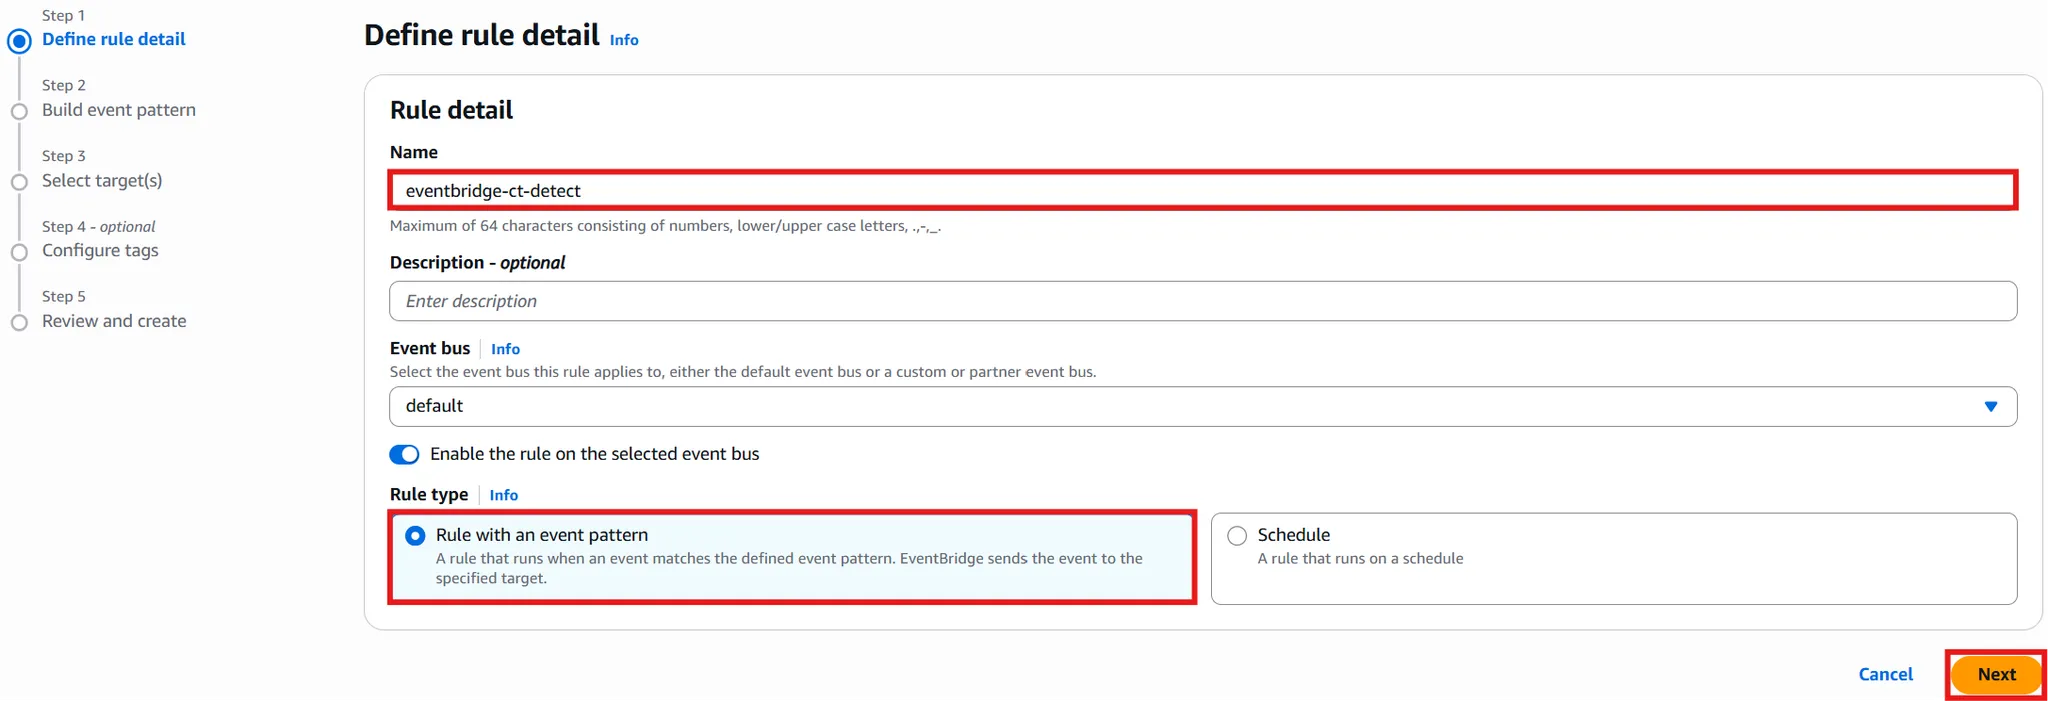 Step 1
Define rule detail
Step 2
Build event pattern
Step 3
Select target(s)
Step 4 - optional
Configure tags
Step 5
Review and create
Define rule detail Info
Rule detail
Name
eventbridge-ct-detect
Maximum of 64 characters consisting of numbers, lower/upper case letters, .,-,_.
Description - optional
Enter description
Event bus Info
Select the event bus this rule applies to, either the default event bus or a custom or partner event bus.
default
Enable the rule on the selected event bus
Rule type Info
Rule with an event pattern
A rule that runs when an event matches the defined event pattern. EventBridge sends the event to the
specified target.
Schedule
A rule that runs on a schedule
Cancel Next